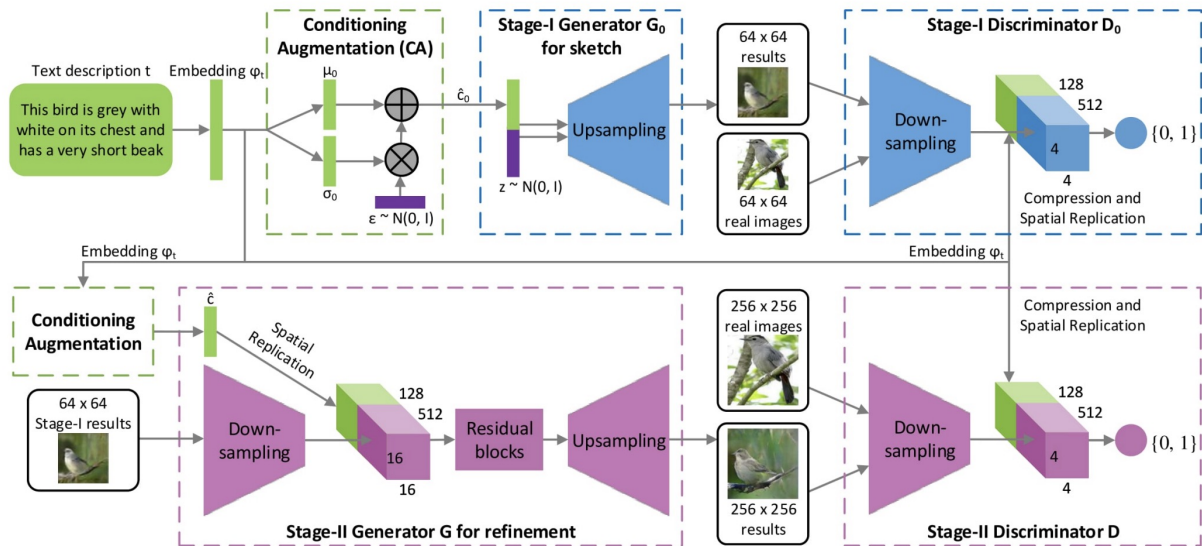 Text description t
This bird is grey with
white on its chest and
has a very short beak
Embedding φₜ
Conditioning
Augmentation (CA)
μ₀
σ₀
ε ~ N(0, I)
ĉ₀
Stage-I Generator G₀
for sketch
z ~ N(0, I)
Upsampling
64 x 64
results
64 x 64
real images
Stage-I Discriminator D₀
Down-
sampling
128
512
4
4
{0, 1}
Compression and
Spatial Replication
Embedding φₜ
Embedding φₜ
Conditioning
Augmentation
64 x 64
Stage-I results
ĉ
Spatial
Replication
Down-
sampling
128
512
16
16
Residual
blocks
Upsampling
Stage-II Generator G for refinement
256 x 256
real images
256 x 256
results
Compression and
Spatial Replication
Down-
sampling
128
512
4
4
{0, 1}
Stage-II Discriminator D